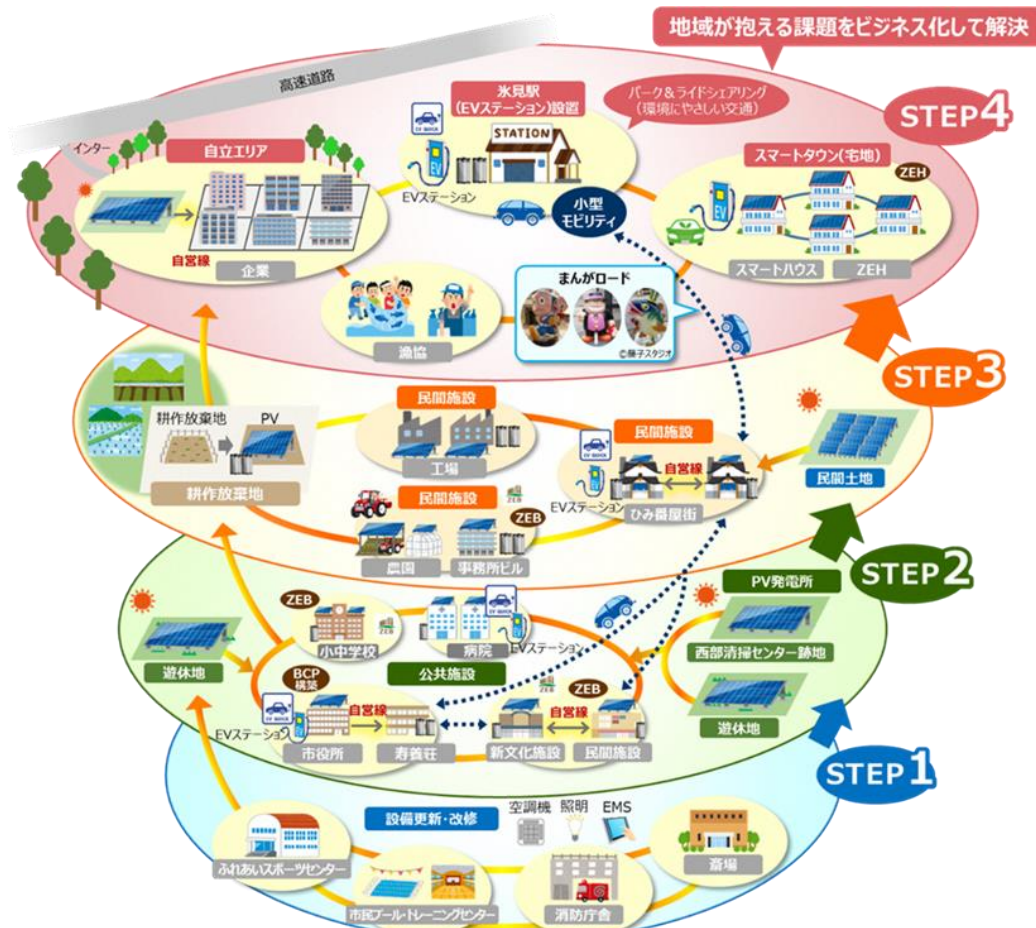 地域が抱える課題をビジネス化して解決
高速道路
氷見駅
(EVステーション)設置
パーク&ライドシェアリング
(環境にやさしい交通)
STEP4
インター
自立エリア
STATION
スマートタウン(宅地)
ZEH
EV
EVステーション
小型
モビリティ
EV
自営線
企業
スマートハウス
ZEH
まんがロード
©藤子スタジオ
漁協
STEP3
民間施設
耕作放棄地
PV
工場
民間施設
自営線
EV
EVステーション
ひみ番屋街
民間土地
耕作放棄地
民間施設
ZEB
ZEB
農園
事務所ビル
STEP2
PV発電所
ZEB
小中学校
ZEB
病院
EVステーション
西部清掃センター跡地
遊休地
公共施設
BCP
構築
ZEB
ZEB
自営線
自営線
EVステーション
市役所
寿養荘
新文化施設
民間施設
遊休地
STEP1
設備更新・改修
空調機
照明
EMS
ふれあいスポーツセンター
市民プール・トレーニングセンター
消防庁舎
斎場